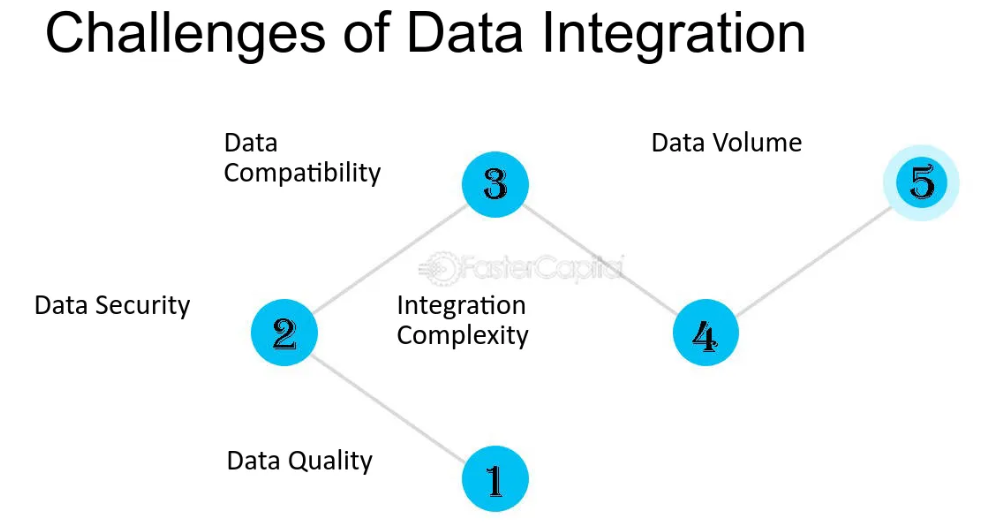 Challenges of Data Integration
Data
Compatibility
3
Data Volume
5
FasterCapital
Data Security
2
Integration
Complexity
4
Data Quality
1